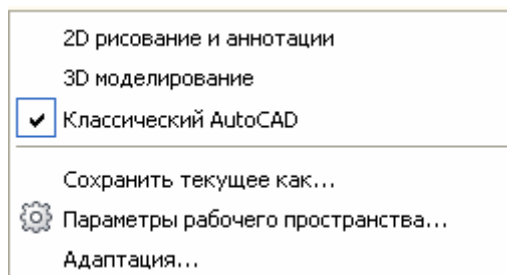 2D рисование и аннотации
3D моделирование
Классический AutoCAD
Сохранить текущее как...
Параметры рабочего пространства...
Адаптация...